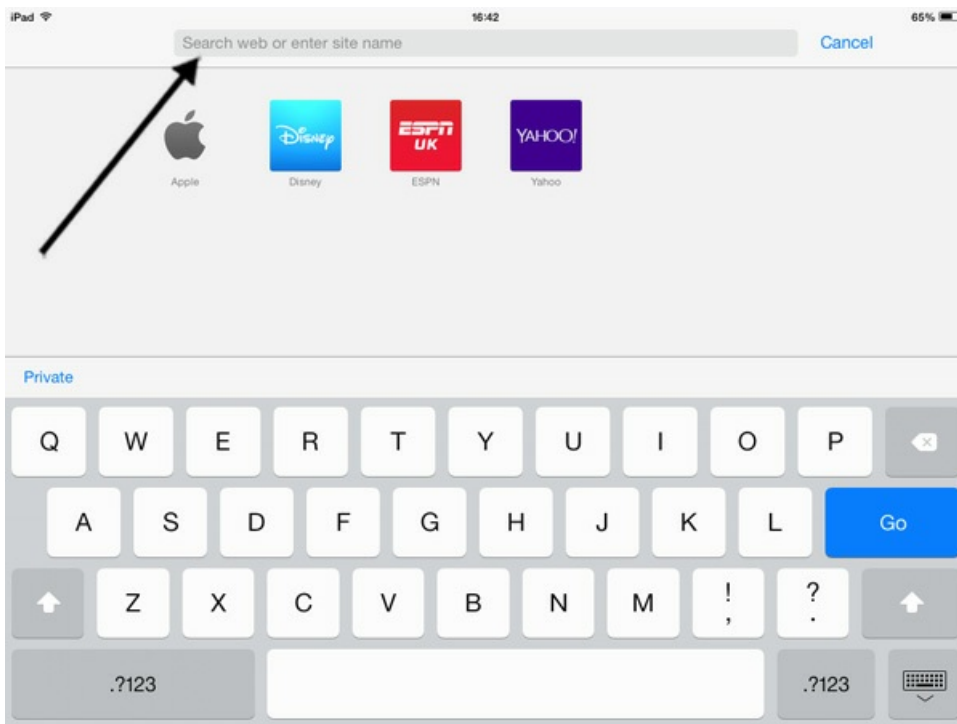 iPad 16:42 65%
Search web or enter site name Cancel
Disney ESPN UK YAHOO!
Apple Disney ESPN Yahoo
Private
Q W E R T Y U I O P
A S D F G H J K L Go
Z X C V B N M ! , ? .
.?123 .?123